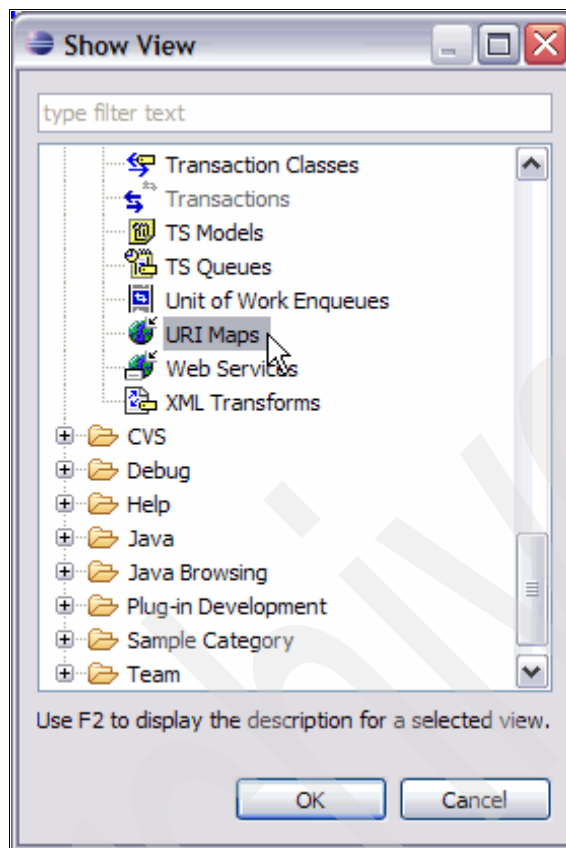 Show View
type filter text
Transaction Classes
Transactions
TS Models
TS Queues
Unit of Work Enqueues
URI Maps
Web Services
XML Transforms
CVS
Debug
Help
Java
Java Browsing
Plug-in Development
Sample Category
Team
Use F2 to display the description for a selected view.
OK Cancel